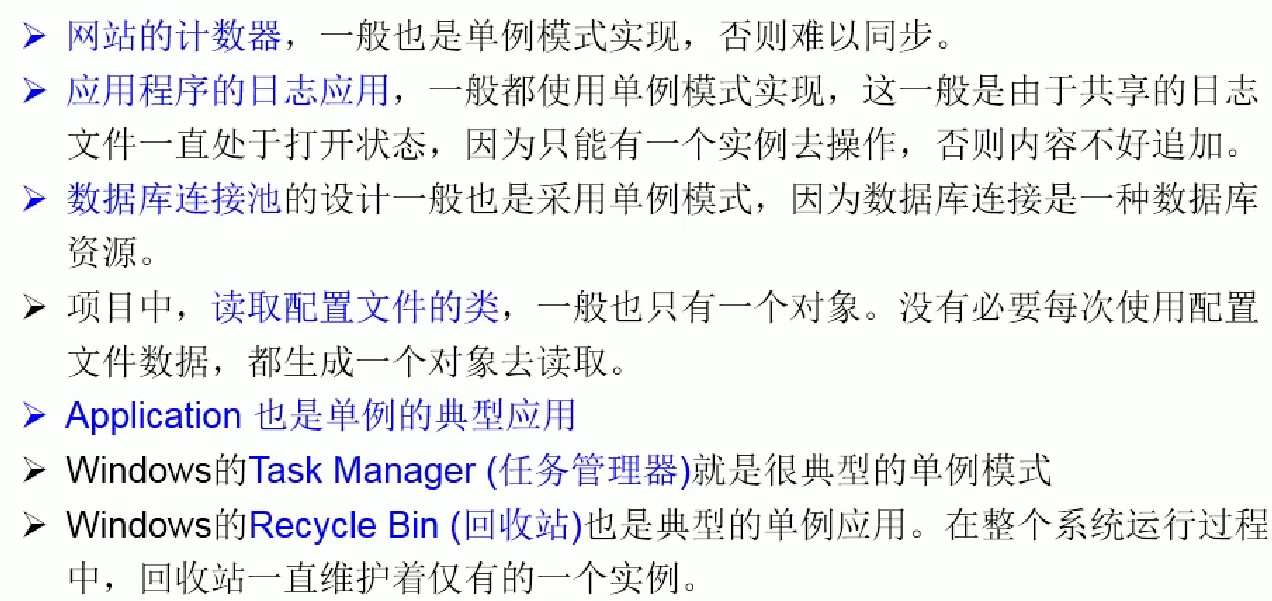 ➢ 网站的计数器，一般也是单例模式实现，否则难以同步。
➢ 应用程序的日志应用，一般都使用单例模式实现，这一般是由于共享的日志
文件一直处于打开状态，因为只能有一个实例去操作，否则内容不好追加。
➢ 数据库连接池的设计一般也是采用单例模式，因为数据库连接是一种数据库
资源。
➢ 项目中，读取配置文件的类，一般也只有一个对象。没有必要每次使用配置
文件数据，都生成一个对象去读取。
➢ Application 也是单例的典型应用
➢ Windows的Task Manager (任务管理器)就是很典型的单例模式
➢ Windows的Recycle Bin (回收站)也是典型的单例应用。在整个系统运行过程
中，回收站一直维护着仅有的一个实例。